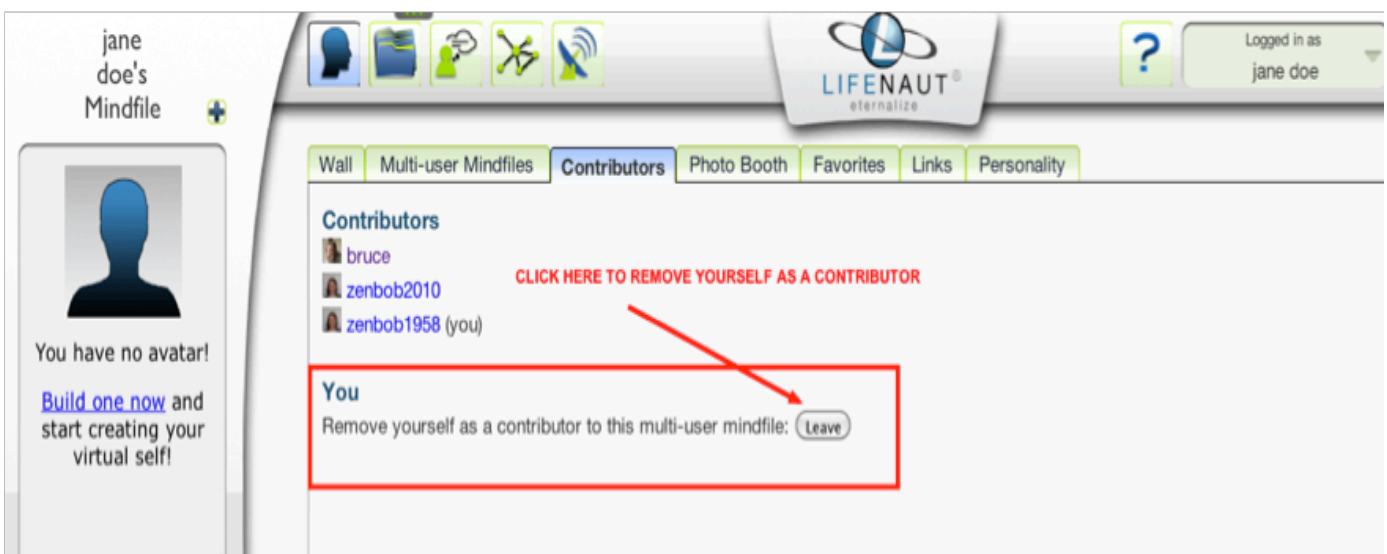 jane
doe's
Mindfile
LIFENAUT®
eternalize
?
Logged in as
jane doe
Wall
Multi-user Mindfiles
Contributors
Photo Booth
Favorites
Links
Personality
You have no avatar!
Build one now and
start creating your
virtual self!
Contributors
bruce
zenbob2010
zenbob1958 (you)
CLICK HERE TO REMOVE YOURSELF AS A CONTRIBUTOR
You
Remove yourself as a contributor to this multi-user mindfile: Leave